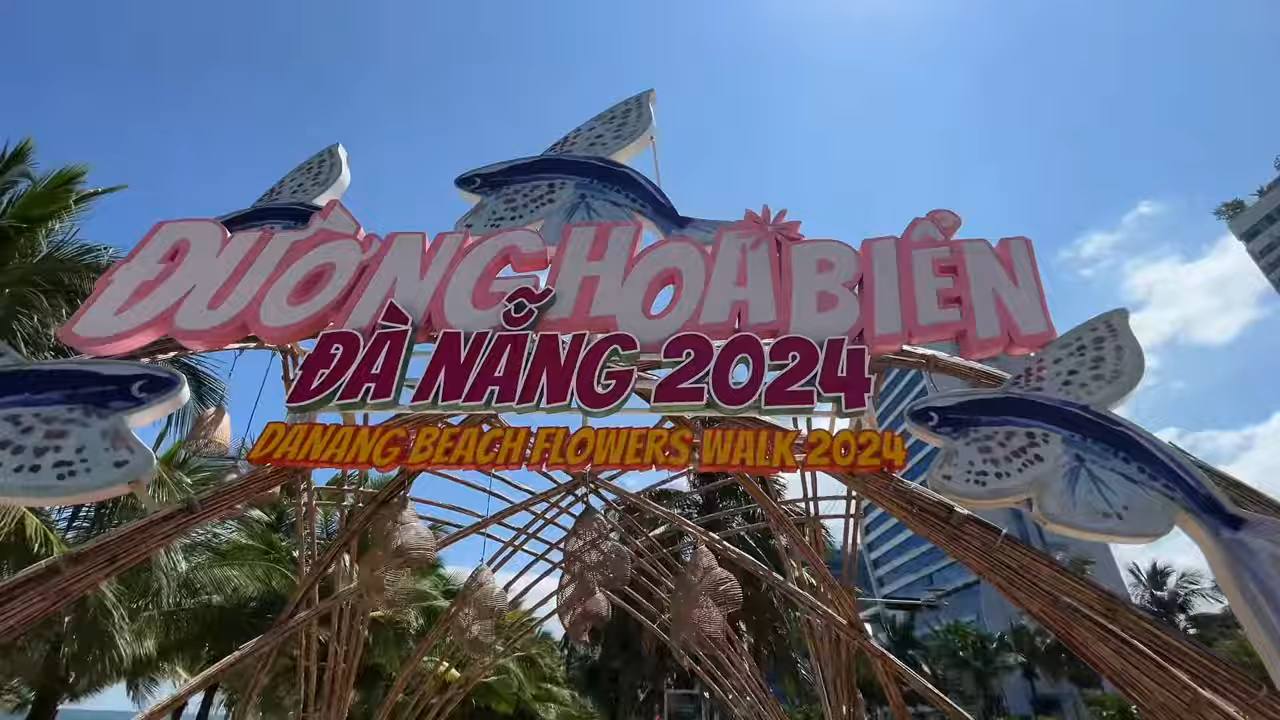 ĐƯỜNG HOA BIỂN
ĐÀ NẴNG 2024
DANANG BEACH FLOWERS WALK 2024